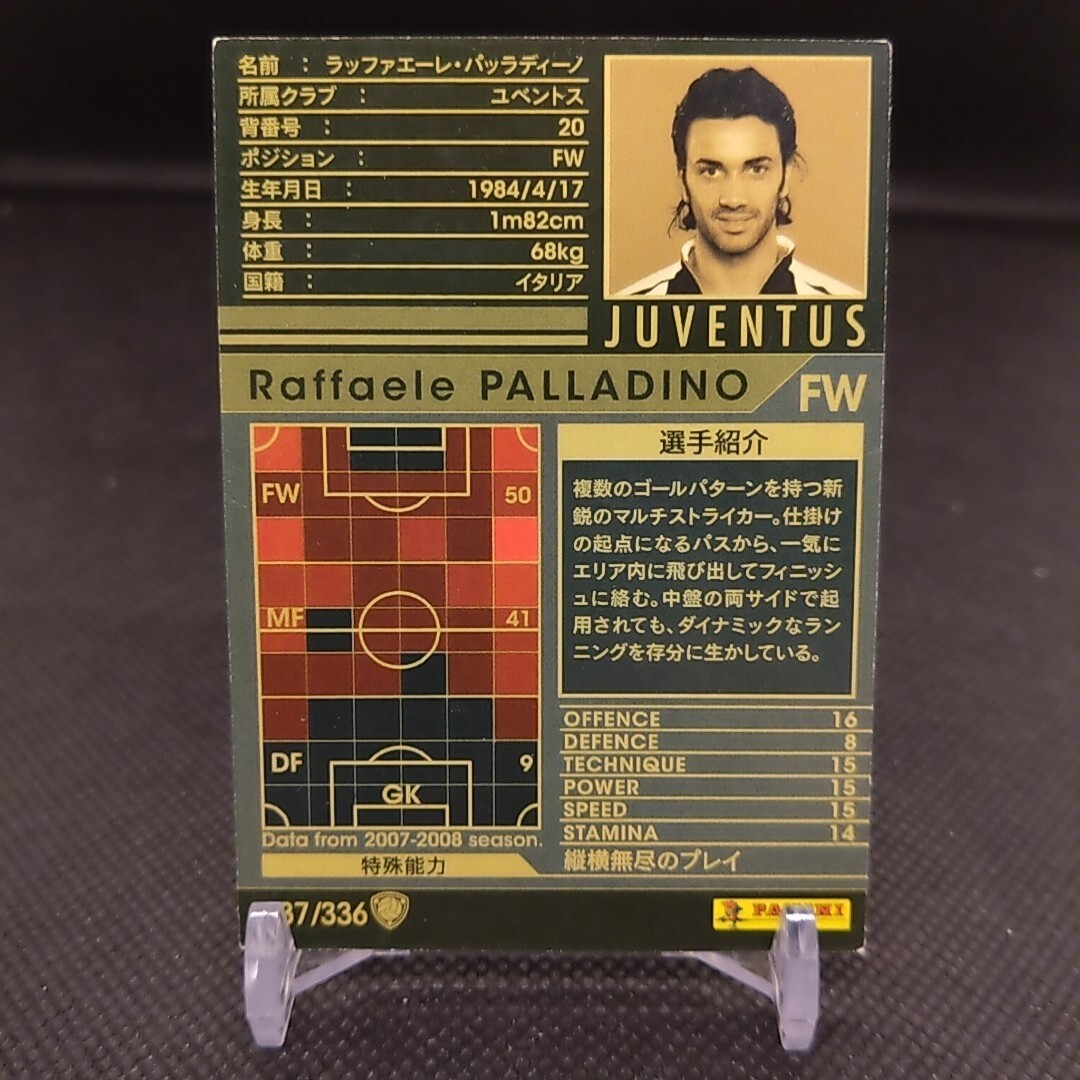 名前 : ラッファエーレ・パッラディーノ
所属クラブ : ユベントス
背番号 : 20
ポジション : FW
生年月日 : 1984/4/17
身長 : 1m82cm
体重 : 68kg
国籍 : イタリア
JUVENTUS
Raffaele PALLADINO FW
FW 50
MF 41
DF 9
GK
Data from 2007-2008 season.
選手紹介
複数のゴールパターンを持つ新
鋭のマルチストライカー。仕掛け
の起点になるパスから、一気に
エリア内に飛び出してフィニッシ
ュに絡む。中盤の両サイドで起
用されても、ダイナミックなラン
ニングを存分に生かしている。
OFFENCE 16
DEFENCE 8
TECHNIQUE 15
POWER 15
SPEED 15
STAMINA 14
特殊能力 縦横無尽のプレイ
37/336
PANINI